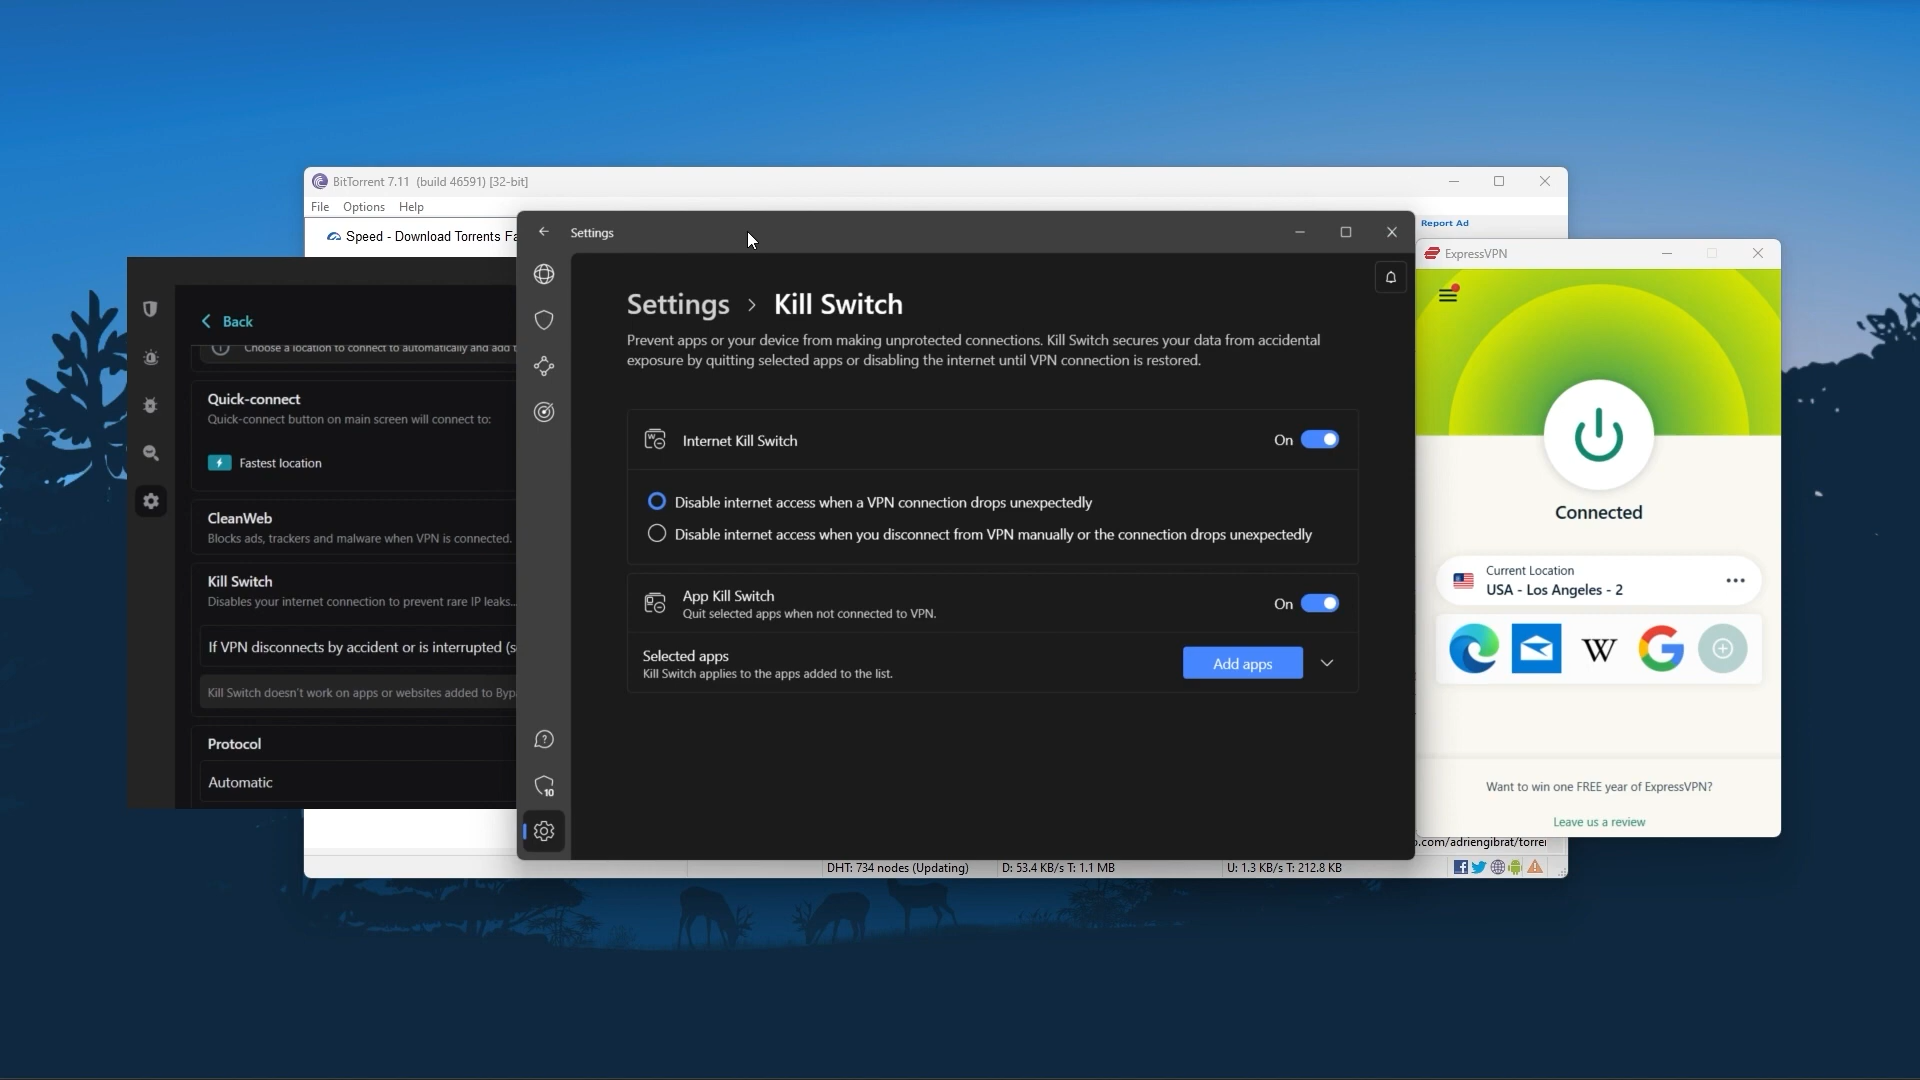 BitTorrent 7.11 (build 46591) [32-bit]
File Options Help
Speed - Download Torrents Fa
Report Ad
Back
Choose a location to connect to automatically and add t
Quick-connect
Quick-connect button on main screen will connect to:
Fastest location
CleanWeb
Blocks ads, trackers and malware when VPN is connected.
Kill Switch
Disables your internet connection to prevent rare IP leaks...
If VPN disconnects by accident or is interrupted (s
Kill Switch doesn't work on apps or websites added to Byp
Protocol
Automatic
Settings
Settings > Kill Switch
Prevent apps or your device from making unprotected connections. Kill Switch secures your data from accidental
exposure by quitting selected apps or disabling the internet until VPN connection is restored.
Internet Kill Switch
On
Disable internet access when a VPN connection drops unexpectedly
Disable internet access when you disconnect from VPN manually or the connection drops unexpectedly
App Kill Switch
On
Quit selected apps when not connected to VPN.
Selected apps
Kill Switch applies to the apps added to the list.
Add apps
10
ExpressVPN
Connected
Current Location
USA - Los Angeles - 2
W
Want to win one FREE year of ExpressVPN?
Leave us a review
.com/adriengibrat/torrei
DHT: 734 nodes (Updating)
D: 53.4 KB/s T: 1.1 MB
U: 1.3 KB/s T: 212.8 KB